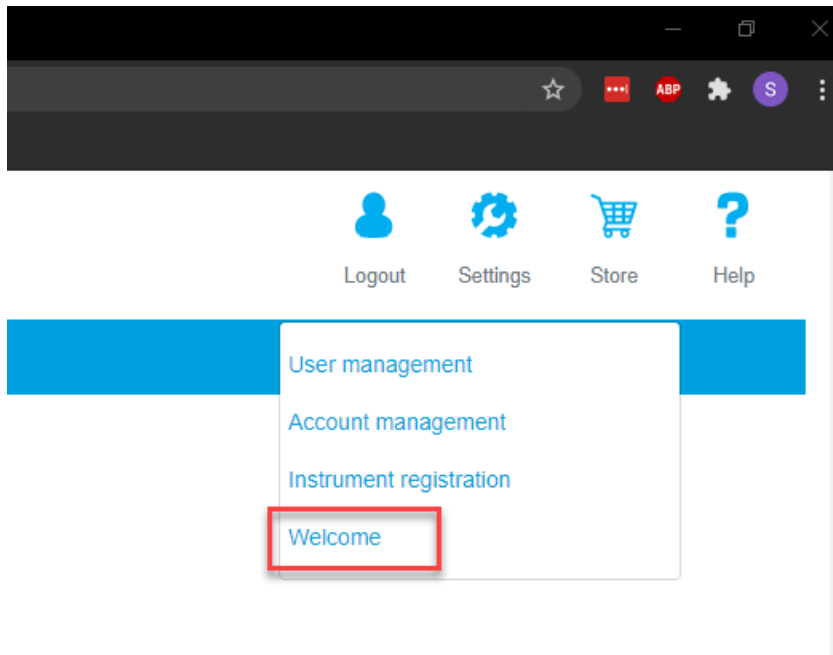 ABP
S
Logout Settings Store Help
User management
Account management
Instrument registration
Welcome